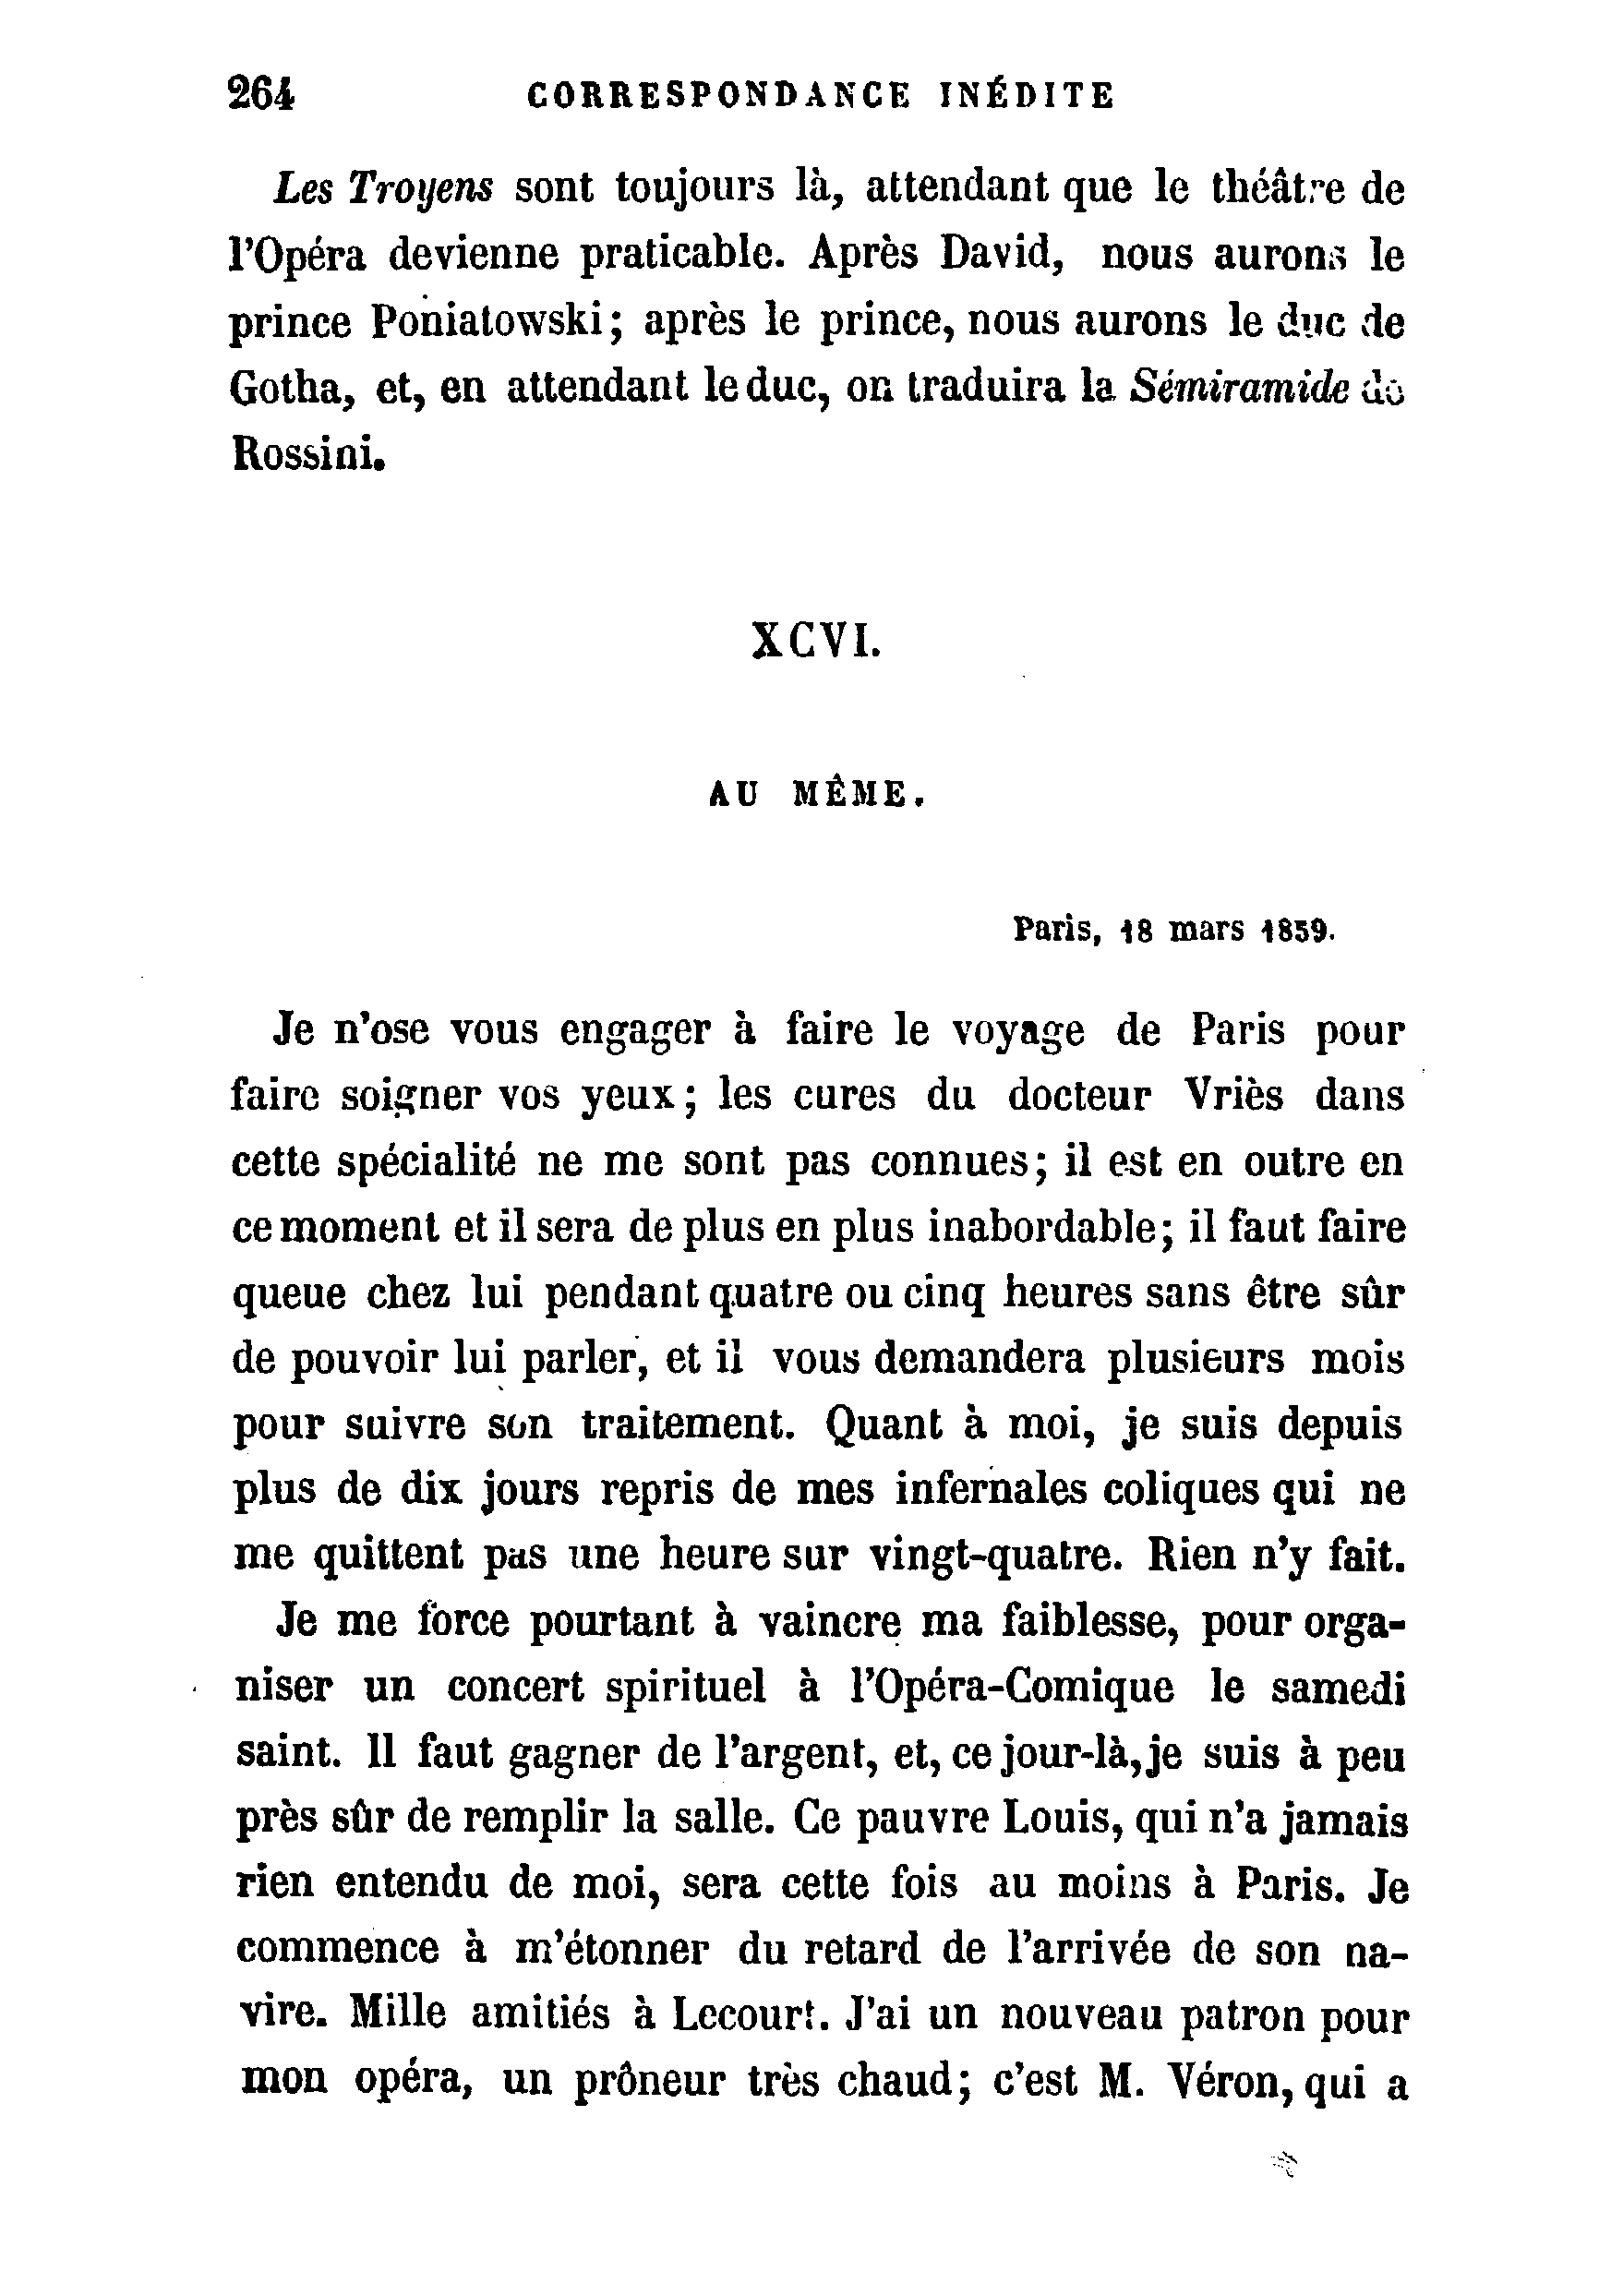 264 CORRESPONDANCE INÉDITE
Les Troyens sont toujours là, attendant que le théâtre de
l'Opéra devienne praticable. Après David, nous aurons le
prince Poniatowski; après le prince, nous aurons le duc de
Gotha, et, en attendant le duc, on traduira la Sémiramide de
Rossini.
XCVI.
AU MÊME.
Paris, 18 mars 1859.
Je n'ose vous engager à faire le voyage de Paris pour
faire soigner vos yeux; les cures du docteur Vriès dans
cette spécialité ne me sont pas connues; il est en outre en
ce moment et il sera de plus en plus inabordable; il faut faire
queue chez lui pendant quatre ou cinq heures sans être sûr
de pouvoir lui parler, et il vous demandera plusieurs mois
pour suivre son traitement. Quant à moi, je suis depuis
plus de dix jours repris de mes infernales coliques qui ne
me quittent pas une heure sur vingt-quatre. Rien n'y fait.
Je me force pourtant à vaincre ma faiblesse, pour orga-
niser un concert spirituel à l'Opéra-Comique le samedi
saint. Il faut gagner de l'argent, et, ce jour-là, je suis à peu
près sûr de remplir la salle. Ce pauvre Louis, qui n'a jamais
rien entendu de moi, sera cette fois au moins à Paris. Je
commence à m'étonner du retard de l'arrivée de son na-
vire. Mille amitiés à Lecourt. J'ai un nouveau patron pour
mon opéra, un prôneur très chaud; c'est M. Véron, qui a